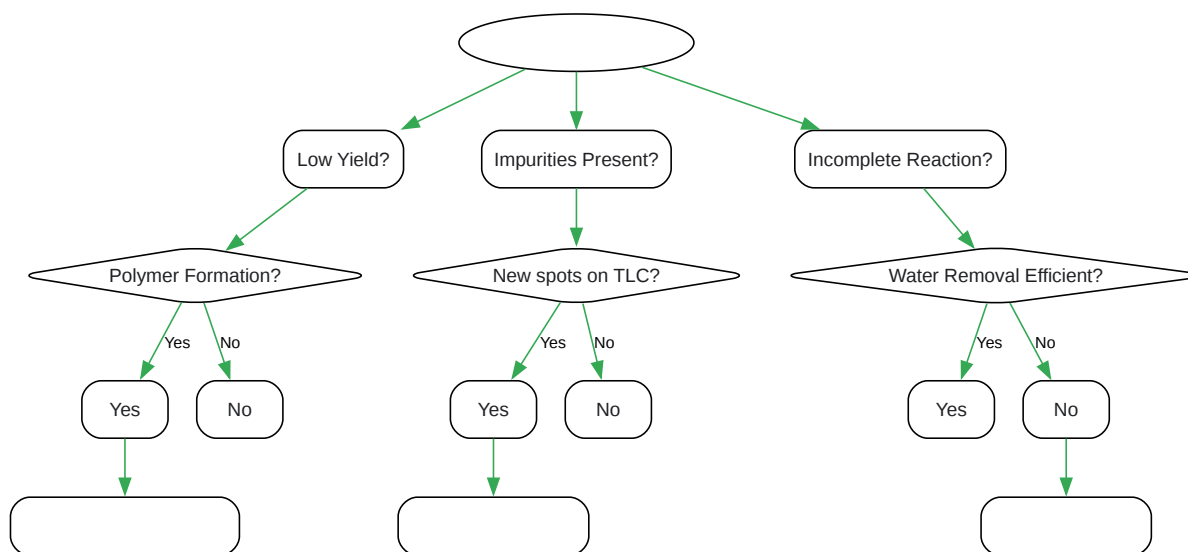 Low Yield?
Impurities Present?
Incomplete Reaction?
Polymer Formation?
New spots on TLC?
Water Removal Efficient?
Yes
No
Yes
No
Yes
No
Yes
No
Yes
No
Yes
No